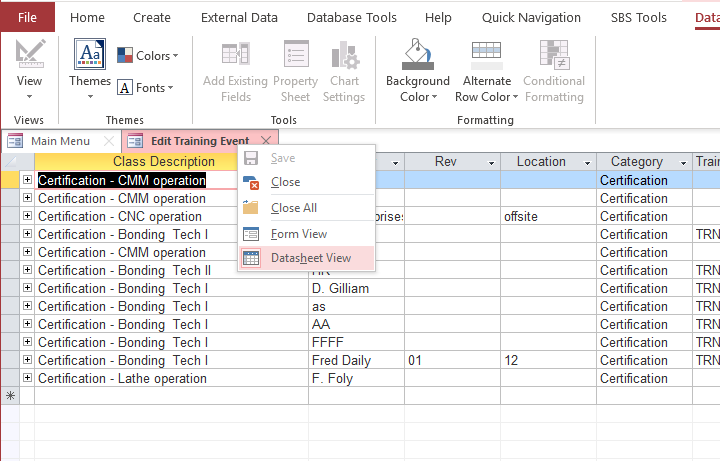 File Home Create External Data Database Tools Help Quick Navigation SBS Tools Data
View Themes Colors Fonts Add Existing Fields Property Sheet Chart Settings Background Color Alternate Row Color Conditional Formatting
Views Themes Tools Formatting
Main Menu Edit Training Event
Class Description Rev Location Category Train
Save
Close
Close All
Form View
Datasheet View
Certification - CMM operation Certification
Certification - CMM operation Certification
Certification - CNC operation prises offsite Certification
Certification - Bonding Tech I Certification TRN
Certification - CMM operation Certification
Certification - Bonding Tech II HR Certification TRN
Certification - Bonding Tech I D. Gilliam Certification TRN
Certification - Bonding Tech I as Certification TRN
Certification - Bonding Tech I AA Certification TRN
Certification - Bonding Tech I FFFF Certification TRN
Certification - Bonding Tech I Fred Daily 01 12 Certification TRN
Certification - Lathe operation F. Foly Certification